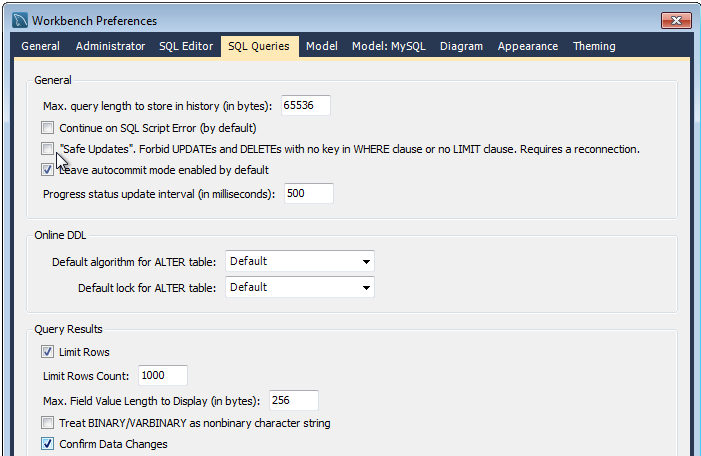 Workbench Preferences
General Administrator SQL Editor SQL Queries Model Model: MySQL Diagram Appearance Theming
General
Max. query length to store in history (in bytes): 65536
Continue on SQL Script Error (by default)
"Safe Updates". Forbid UPDATEs and DELETEs with no key in WHERE clause or no LIMIT clause. Requires a reconnection.
Leave autocommit mode enabled by default
Progress status update interval (in milliseconds): 500
Online DDL
Default algorithm for ALTER table: Default
Default lock for ALTER table: Default
Query Results
Limit Rows
Limit Rows Count: 1000
Max. Field Value Length to Display (in bytes): 256
Treat BINARY/VARBINARY as nonbinary character string
Confirm Data Changes